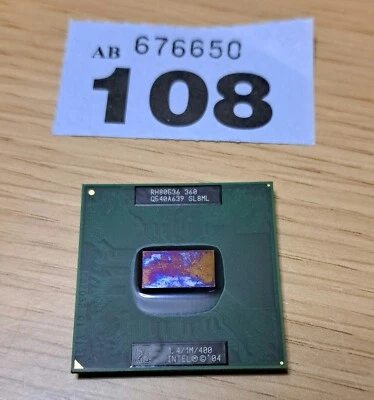 AB 676650
108
RH80536 360
Q540A639 SL8ML
1.4/1M/400
INTEL® ©'04